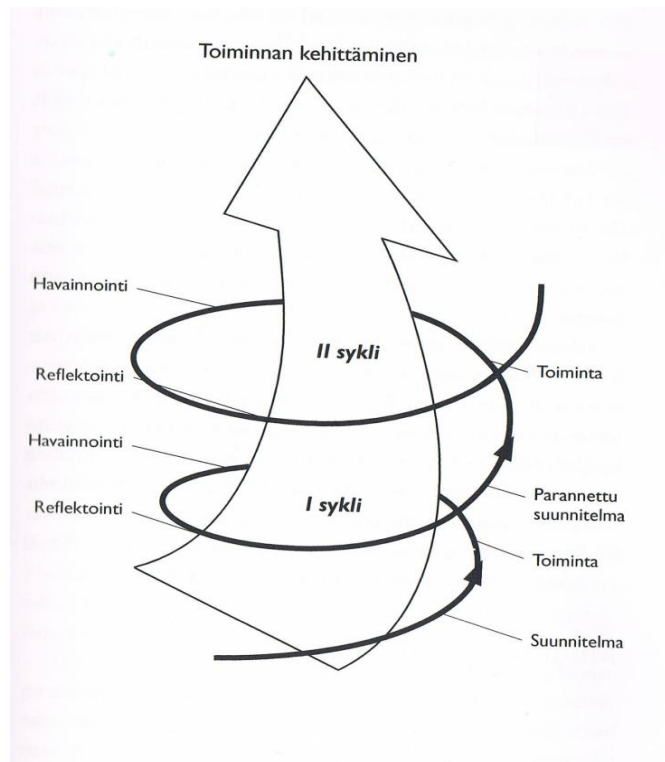 Toiminnan kehittäminen
Havainnointi
II sykli
Toiminta
Reflektointi
Havainnointi
Parannettu
suunnitelma
I sykli
Reflektointi
Toiminta
Suunnitelma